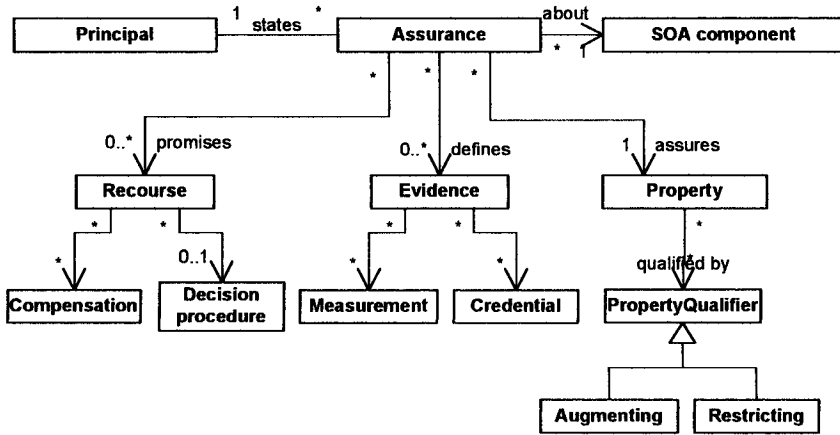 1 states *
about
Principal
Assurance
SOA component
* 1
* * *
0..* promises
0..* defines
1 assures
Recourse
Evidence
Property
* * * * *
* 0..1 * * *
qualified by
Compensation
Decision
procedure
Measurement
Credential
PropertyQualifier
Augmenting
Restricting